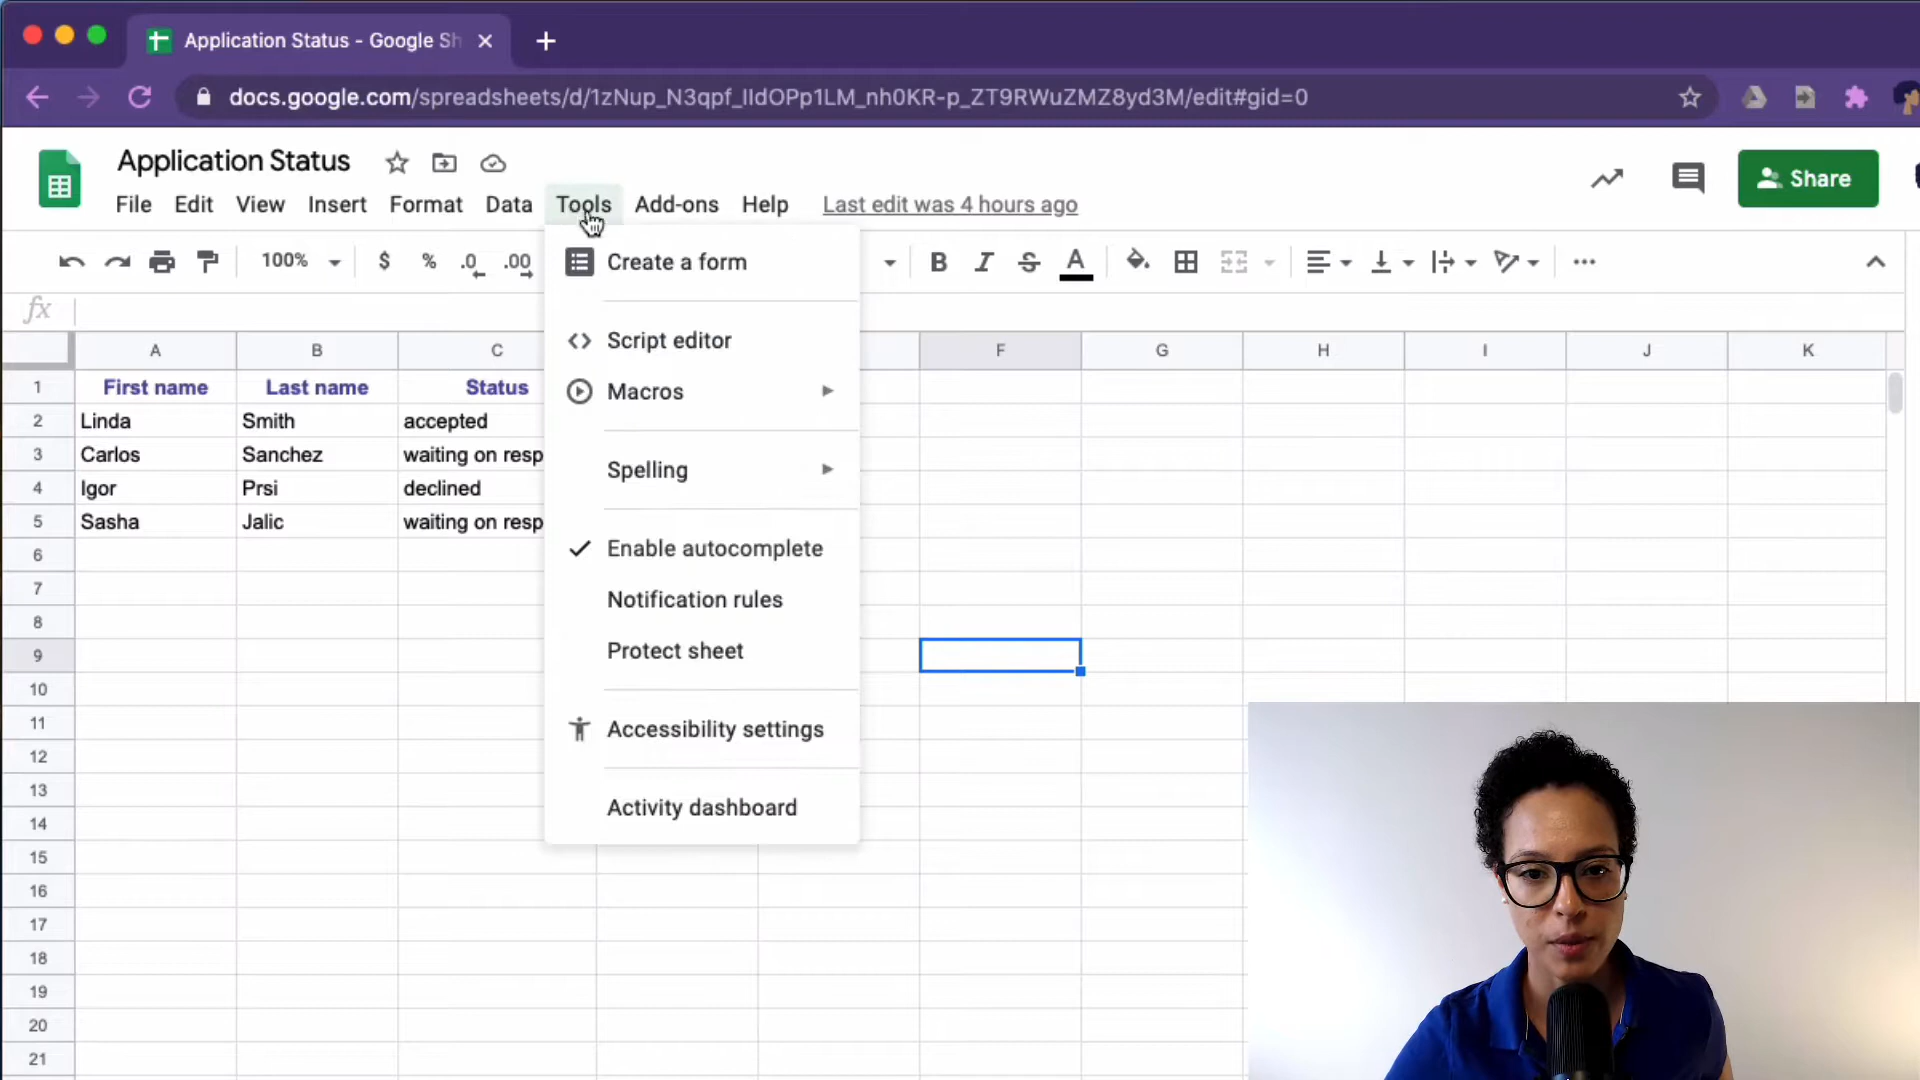 Application Status - Google Sh
docs.google.com/spreadsheets/d/1zNup_N3qpf_IIdOPp1LM_nh0KR-p_ZT9RWuZMZ8yd3M/edit#gid=0
Application Status
Share
File Edit View Insert Format Data Tools Add-ons Help Last edit was 4 hours ago
100% $ % .0 .00 B I S A
fx
Create a form
Script editor
Macros
Spelling
Enable autocomplete
Notification rules
Protect sheet
Accessibility settings
Activity dashboard
A B C F G H I J K
1 First name Last name Status
2 Linda Smith accepted
3 Carlos Sanchez waiting on resp
4 Igor Prsi declined
5 Sasha Jalic waiting on resp
6
7
8
9
10
11
12
13
14
15
16
17
18
19
20
21